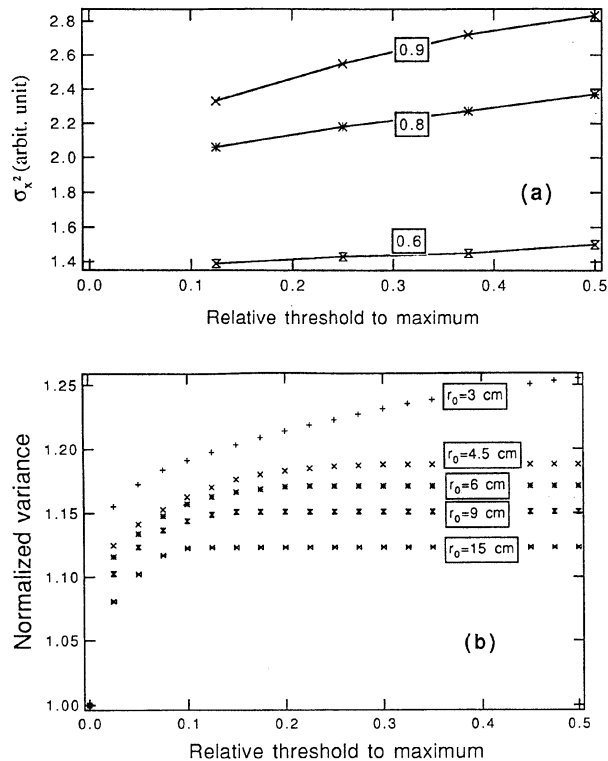 2.8
2.6
2.4
2.2
2.0
1.8
1.6
1.4
σx² (arbit. unit)
0.9
0.8
0.6
(a)
0.0 0.1 0.2 0.3 0.4 0.5
Relative threshold to maximum
1.25
1.20
1.15
1.10
1.05
1.00
Normalized variance
r₀=3 cm
r₀=4.5 cm
r₀=6 cm
r₀=9 cm
r₀=15 cm
(b)
0.0 0.1 0.2 0.3 0.4 0.5
Relative threshold to maximum